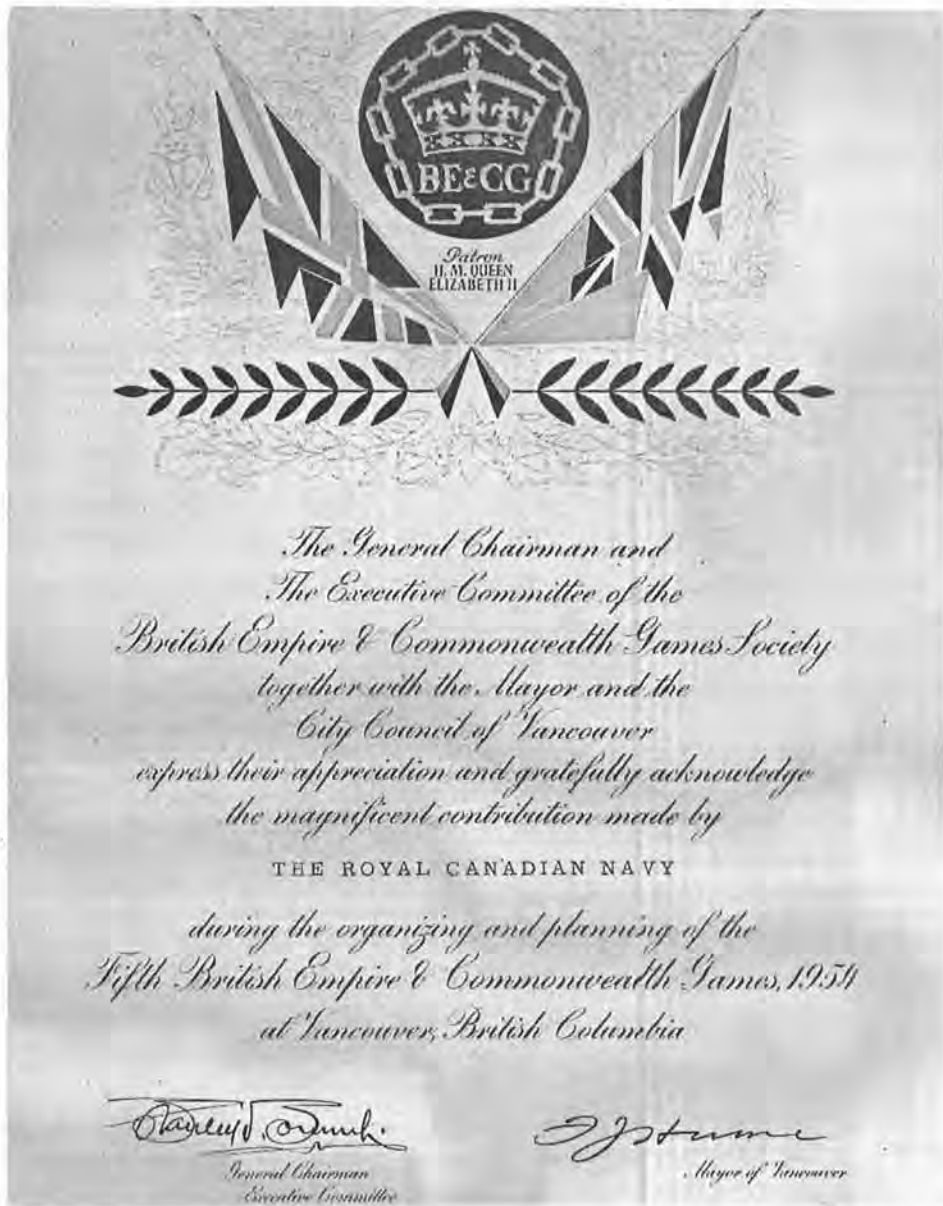 BE&CG
Patron
H. M. QUEEN
ELIZABETH II
The General Chairman and
The Executive Committee of the
British Empire & Commonwealth Games Society
together with the Mayor and the
City Council of Vancouver
express their appreciation and gratefully acknowledge
the magnificent contribution made by
THE ROYAL CANADIAN NAVY
during the organizing and planning of the
Fifth British Empire & Commonwealth Games, 1954
at Vancouver, British Columbia
General Chairman
Executive Committee
Mayor of Vancouver